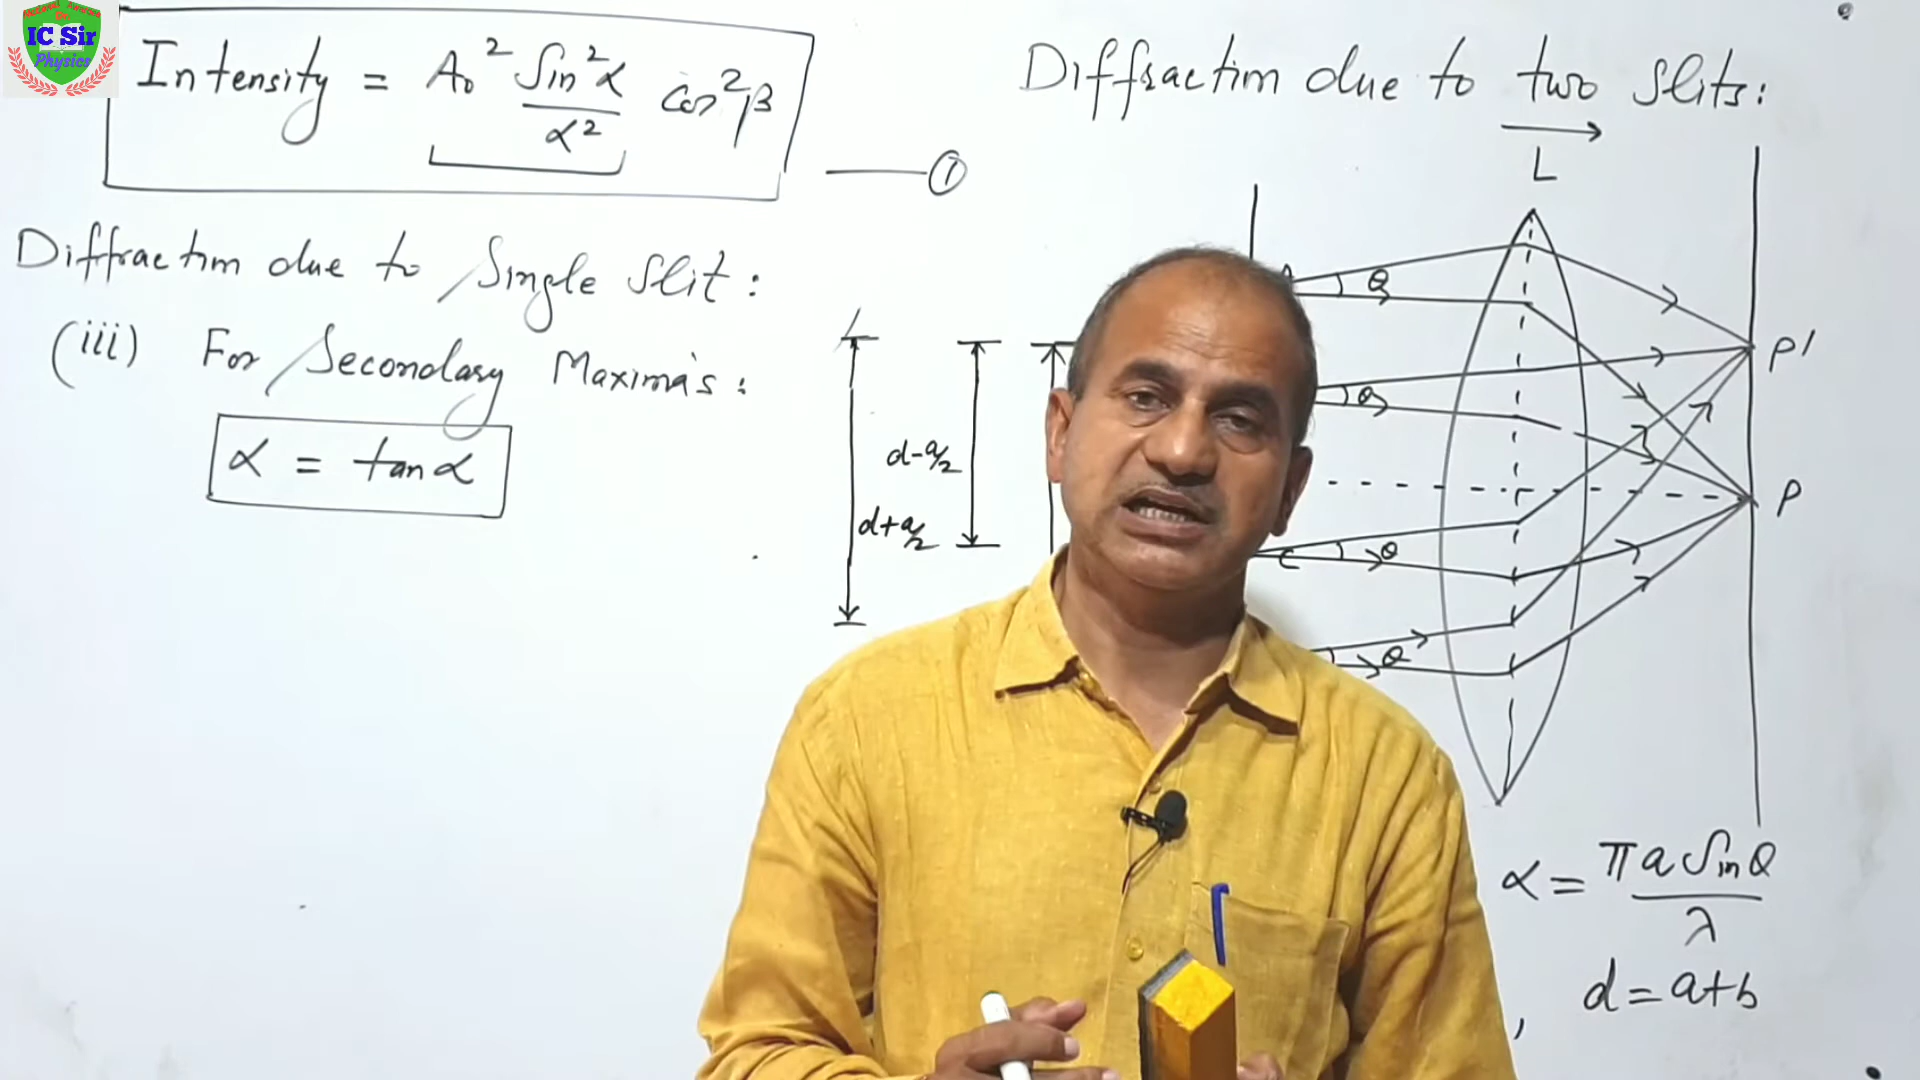 IC Sir
Physics
Intensity = A₀² Sin²α/α² Cos²β
①
Diffraction due to Single Slit :
(iii) For Secondary Maxima's :
α = tanα
Diffraction due to two Slits :
L
θ
P'
θ
d-a/2
P
d+a/2
θ
θ
α = πa Sinθ/λ
, d = a+b